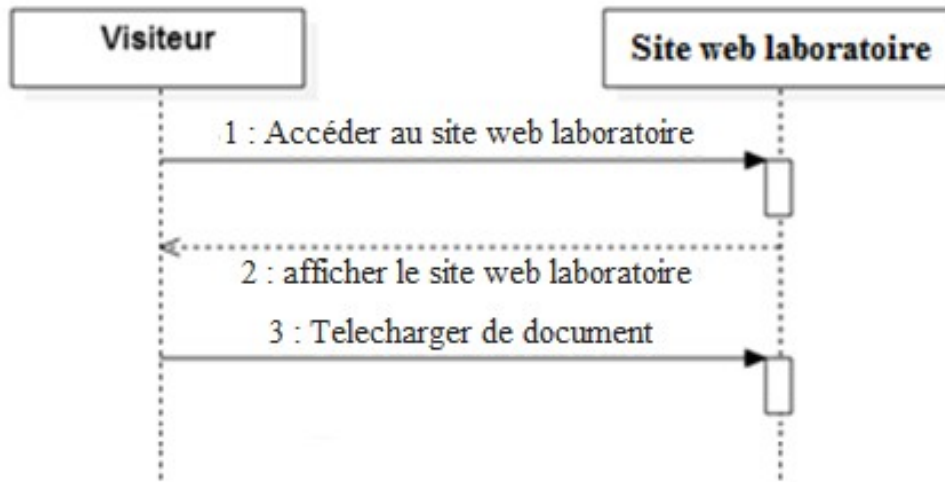 Visiteur
Site web laboratoire
1 : Accéder au site web laboratoire
2 : afficher le site web laboratoire
3 : Telecharger de document